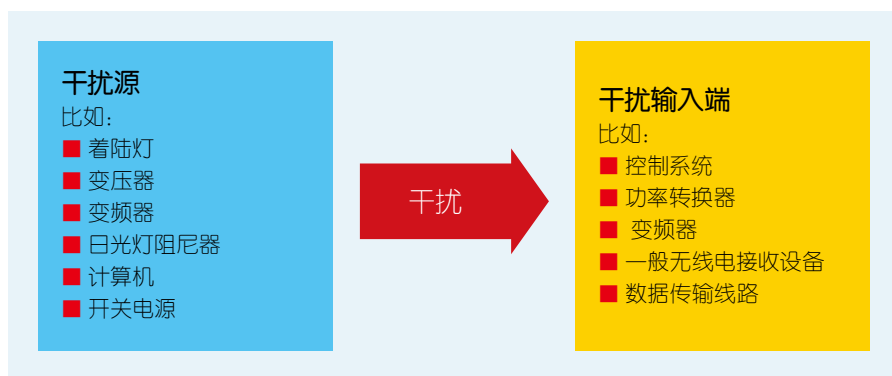 干扰源
比如：
着陆灯
变压器
变频器
日光灯阻尼器
计算机
开关电源
干扰
干扰输入端
比如：
控制系统
功率转换器
变频器
一般无线电接收设备
数据传输线路